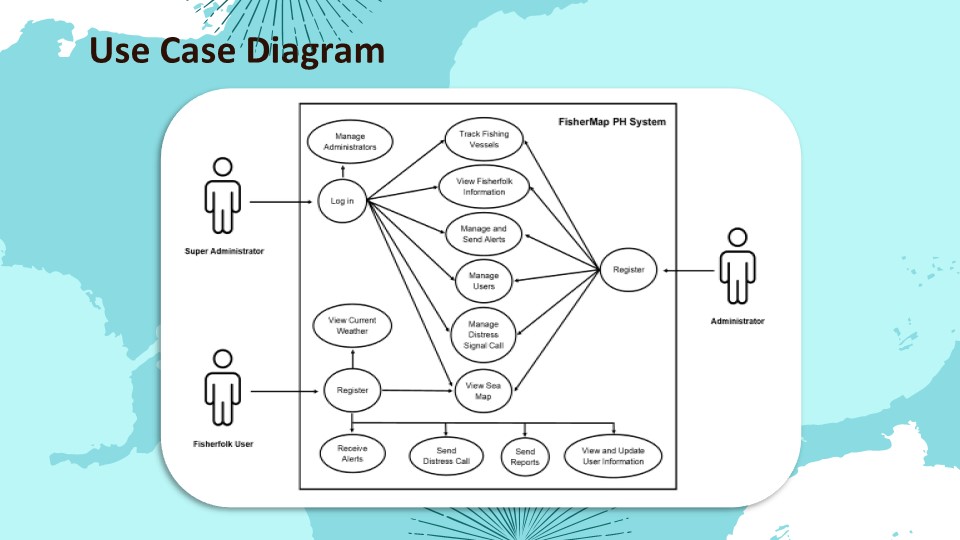 Use Case Diagram
FisherMap PH System
Manage
Administrators
Track Fishing
Vessels
View Fisherfolk
Information
Log in
Super Administrator
Manage and
Send Alerts
Manage
Users
Register
Administrator
View Current
Weather
Manage
Distress
Signal Call
Register
View Sea
Map
Fisherfolk User
Receive
Alerts
Send
Distress Call
Send
Reports
View and Update
User Information